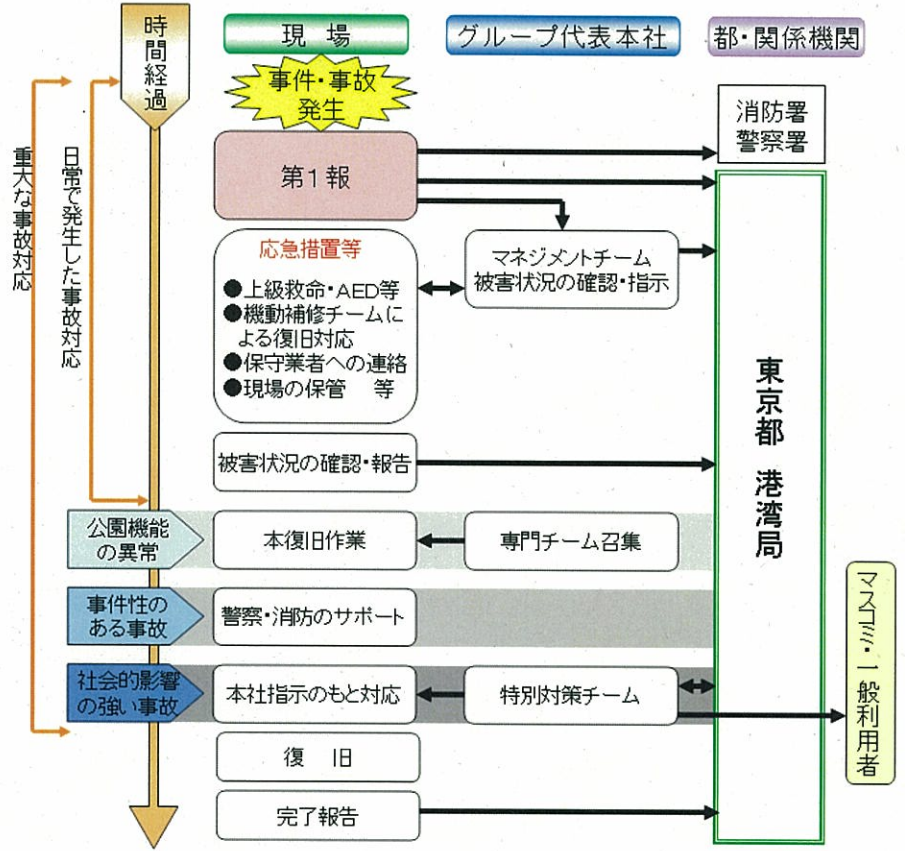 時間経過
現 場
グループ代表本社
都・関係機関
事件・事故
発生
消防署
警察署
第1報
重大な事故対応
日常で発生した事故対応
応急措置等
●上級救命・AED等
●機動補修チームに
よる復旧対応
●保守業者への連絡
●現場の保管 等
マネジメントチーム
被害状況の確認・指示
東京都 港湾局
被害状況の確認・報告
公園機能
の異常
本復旧作業
専門チーム召集
事件性の
ある事故
警察・消防のサポート
社会的影響
の強い事故
本社指示のもと対応
特別対策チーム
マスコミ・一般利用者
復 旧
完了報告